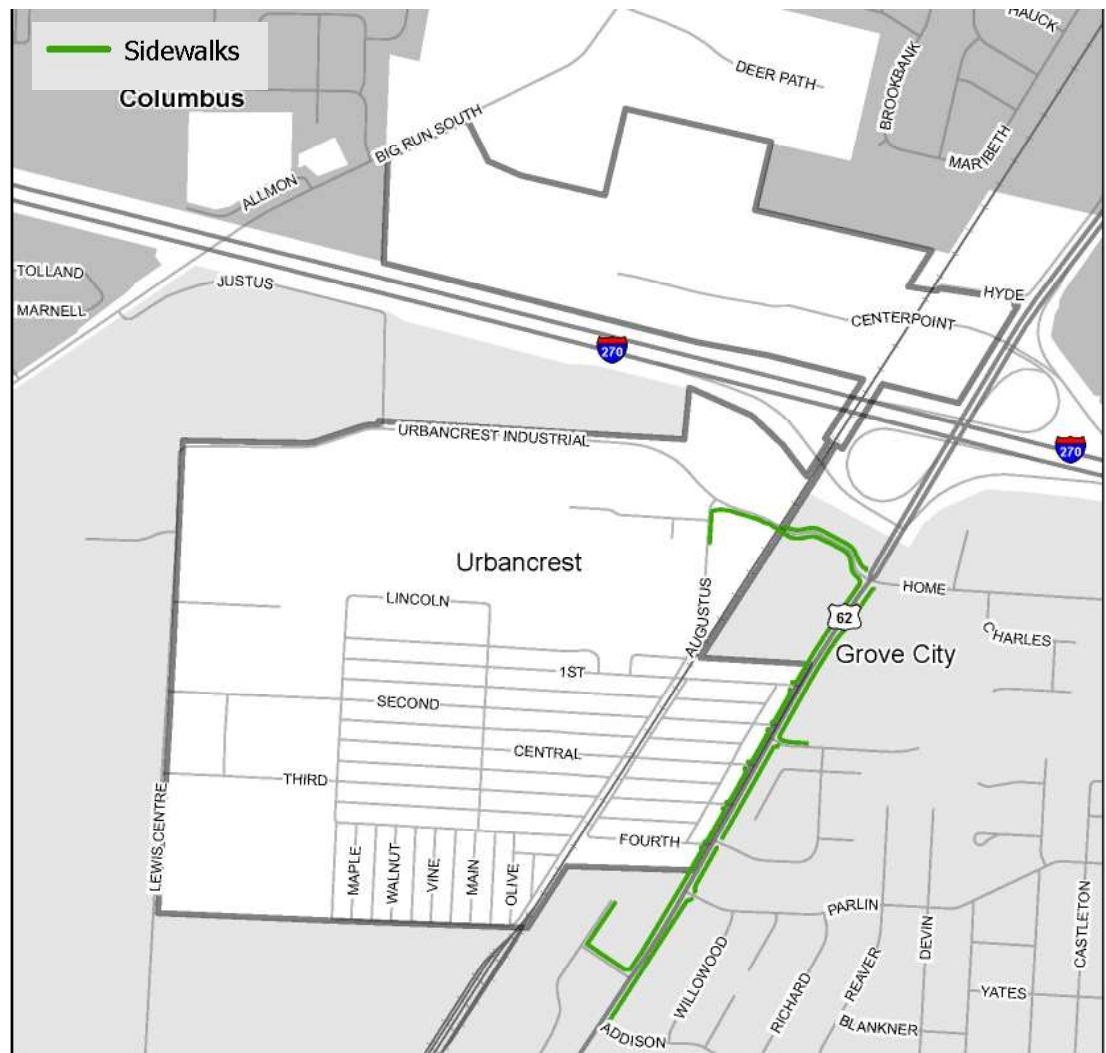 HAUCK
Sidewalks
Columbus
DEER PATH
BROOKBANK
BIG RUN SOUTH
MARIBETH
ALLMON
TOLLAND
JUSTUS
HYDE
MARNELL
CENTERPOINT
270
URBANCREST INDUSTRIAL
270
Urbancrest
HOME
LINCOLN
AUGUSTUS
62
CHARLES
Grove City
1ST
SECOND
CENTRAL
THIRD
LEWIS CENTRE
FOURTH
MAPLE
WALNUT
VINE
MAIN
OLIVE
PARLIN
DEVIN
CASTLETON
WILLOWOOD
REAVER
RICHARD
YATES
BLANKNER
ADDISON